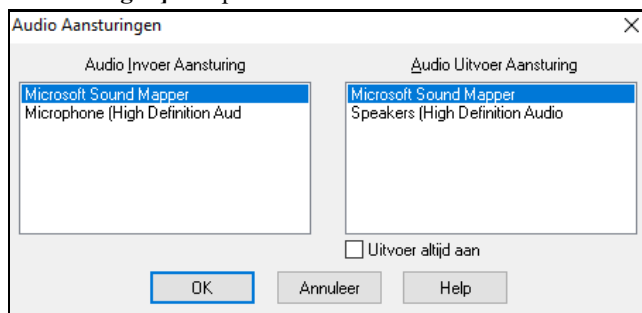 Audio Aansturingen
Audio Invoer Aansturing
Microsoft Sound Mapper
Microphone (High Definition Aud
Audio Uitvoer Aansturing
Microsoft Sound Mapper
Speakers (High Definition Audio
Uitvoer altijd aan
OK Annuleer Help